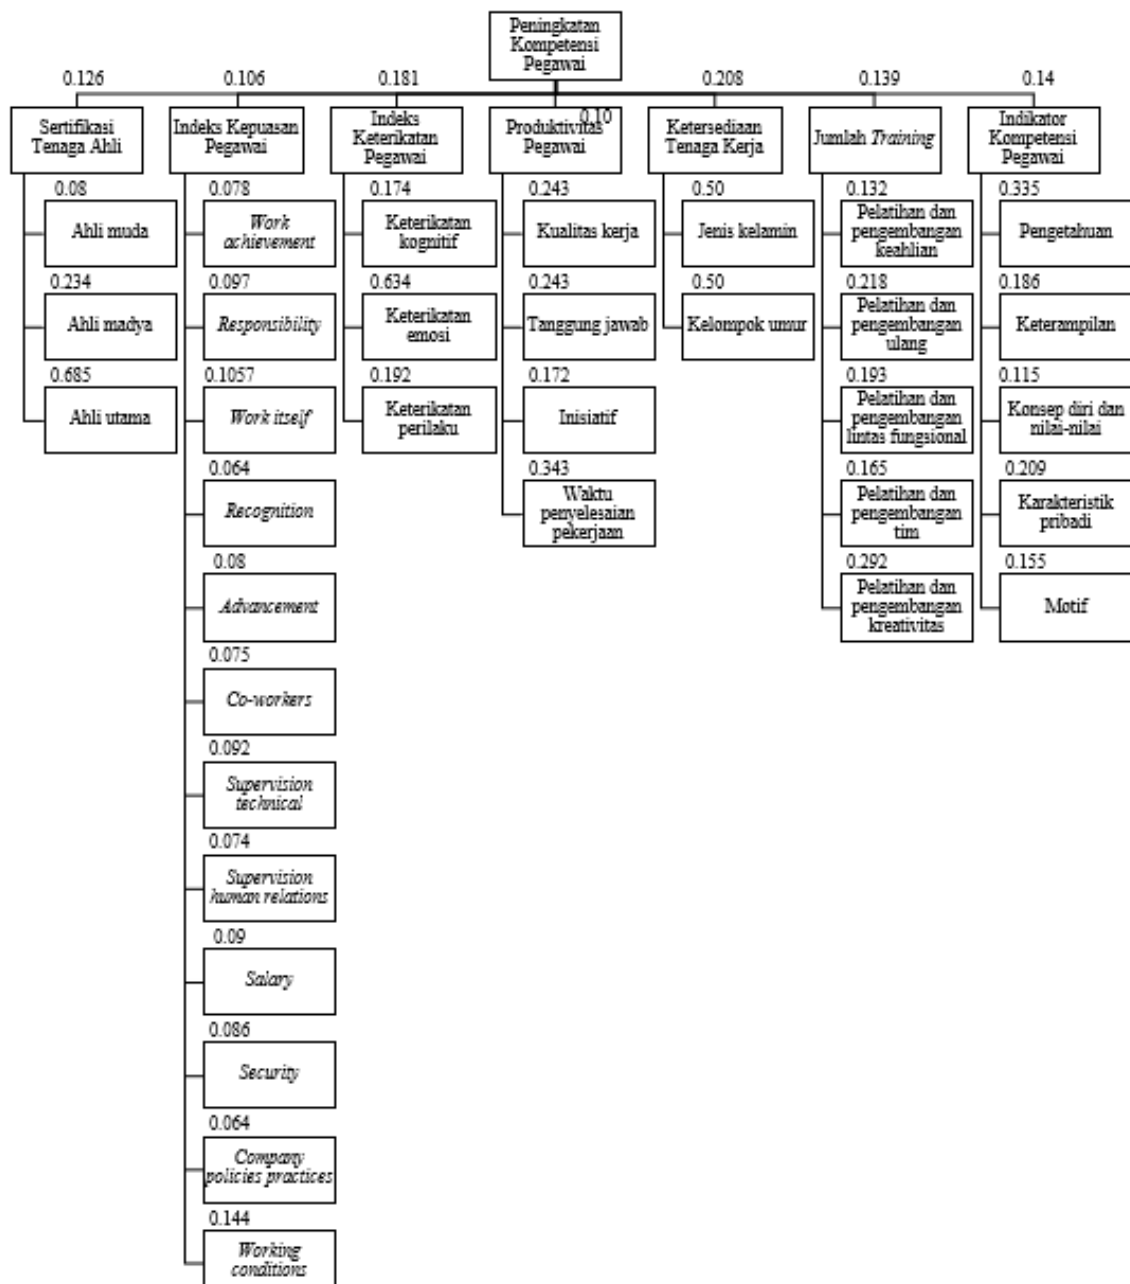 Peningkatan
Kompetensi
Pegawai
0.126
0.106
0.181
0.10
0.208
0.139
0.14
Sertifikasi
Tenaga Ahli
Indeks Kepuasan
Pegawai
Indeks
Keterikatan
Pegawai
Produktivitas
Pegawai
Ketersediaan
Tenaga Kerja
Jumlah Training
Indikator
Kompetensi
Pegawai
0.08
Ahli muda
0.234
Ahli madya
0.685
Ahli utama
0.078
Work
achievement
0.097
Responsibility
0.1057
Work itself
0.064
Recognition
0.08
Advancement
0.075
Co-workers
0.092
Supervision
technical
0.074
Supervision
human relations
0.09
Salary
0.086
Security
0.064
Company
policies practices
0.144
Working
conditions
0.174
Keterikatan
kognitif
0.634
Keterikatan
emosi
0.192
Keterikatan
perilaku
0.243
Kualitas kerja
0.243
Tanggung jawab
0.172
Inisiatif
0.343
Waktu
penyelesaian
pekerjaan
0.50
Jenis kelamin
0.50
Kelompok umur
0.132
Pelatihan dan
pengembangan
keahlian
0.218
Pelatihan dan
pengembangan
ulang
0.193
Pelatihan dan
pengembangan
lintas fungsional
0.165
Pelatihan dan
pengembangan
tim
0.292
Pelatihan dan
pengembangan
kreativitas
0.335
Pengetahuan
0.186
Keterampilan
0.115
Konsep diri dan
nilai-nilai
0.209
Karakteristik
pribadi
0.155
Motif